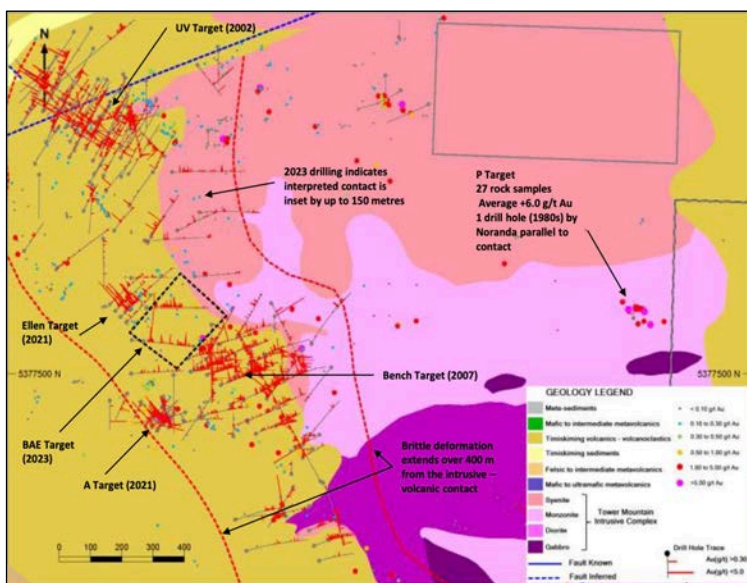 UV Target (2002)
N
2023 drilling indicates
interpreted contact is
inset by up to 150 metres
P Target
27 rock samples
Average +6.0 g/t Au
1 drill hole (1980s) by
Noranda parallel to
contact
Ellen Target
(2021)
5377500 N
5377500 N
Bench Target (2007)
BAE Target
(2023)
A Target (2021)
Brittle deformation
extends over 400 m
from the intrusive –
volcanic contact
0 100 200 300 400
GEOLOGY LEGEND
Meta-sediments
Mafic to intermediate metavolcanics
Timiskiming volcanics - volcanoclastics
Timiskiming sediments
Felsic to intermediate metavolcanics
Mafic to ultramafic metavolcanics
Syenite
Monzonite
Diorite
Gabbro
Tower Mountain
Intrusive Complex
Fault Known
Fault Inferred
< 0.10 g/t Au
0.10 to 0.30 g/t Au
0.30 to 0.50 g/t Au
0.50 to 1.00 g/t Au
1.00 to 5.00 g/t Au
>5.00 g/t Au
Drill Hole Trace
Au(g/t) >0.30
Au(g/t) <5.0